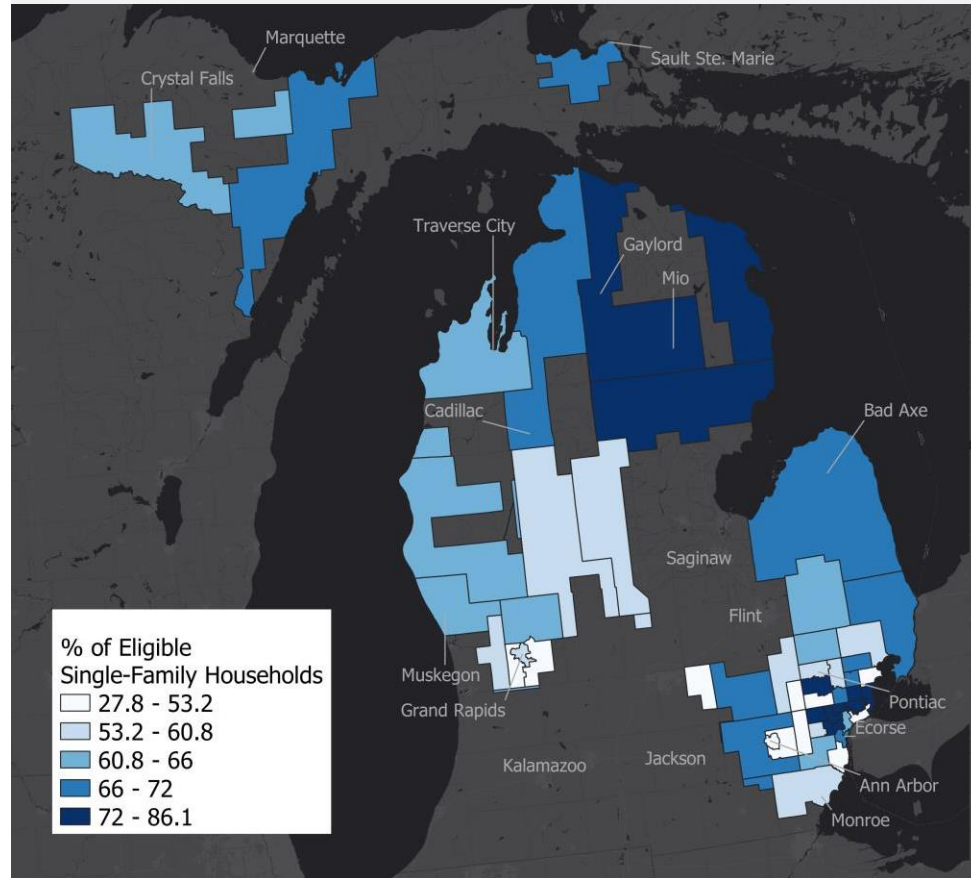 Marquette
Sault Ste. Marie
Crystal Falls
Traverse City
Gaylord
Mio
Cadillac
Bad Axe
Saginaw
Flint
% of Eligible
Single-Family Households
27.8 - 53.2
53.2 - 60.8
60.8 - 66
66 - 72
72 - 86.1
Muskegon
Grand Rapids
Pontiac
Ecorse
Kalamazoo
Jackson
Ann Arbor
Monroe